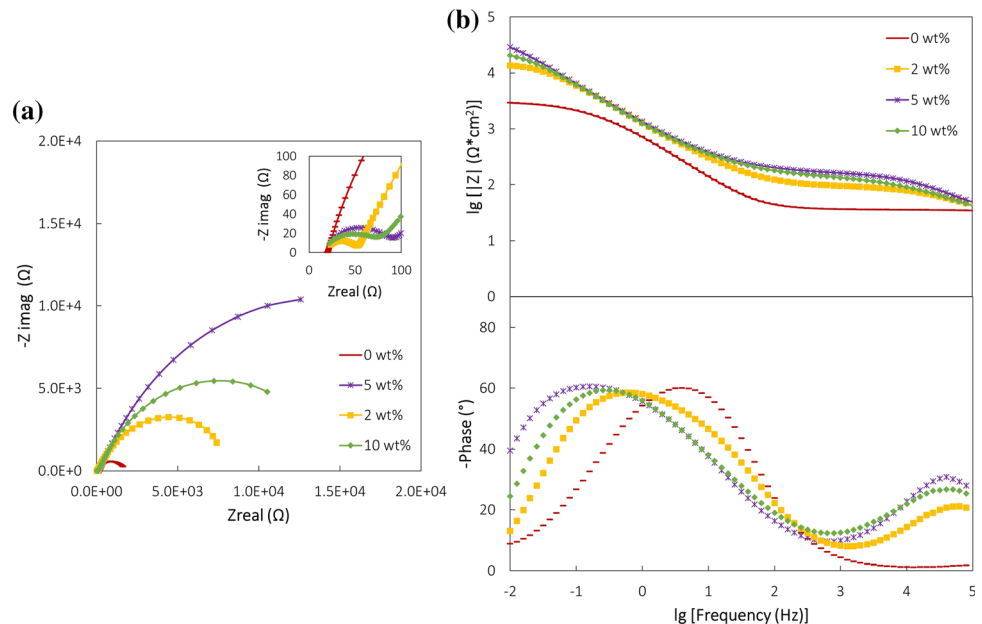 (a)
2.0E+4
1.5E+4
1.0E+4
5.0E+3
0.0E+0
-Z imag (Ω)
0.0E+0
5.0E+3
1.0E+4
1.5E+4
2.0E+4
Zreal (Ω)
0 wt%
5 wt%
2 wt%
10 wt%
100
80
60
40
20
0
-Z imag (Ω)
0
50
100
Zreal (Ω)
(b)
5
4
3
2
1
0
lg [|Z| (Ω*cm²)]
0 wt%
2 wt%
5 wt%
10 wt%
80
60
40
20
0
-Phase (°)
-2
-1
0
1
2
3
4
5
lg [Frequency (Hz)]